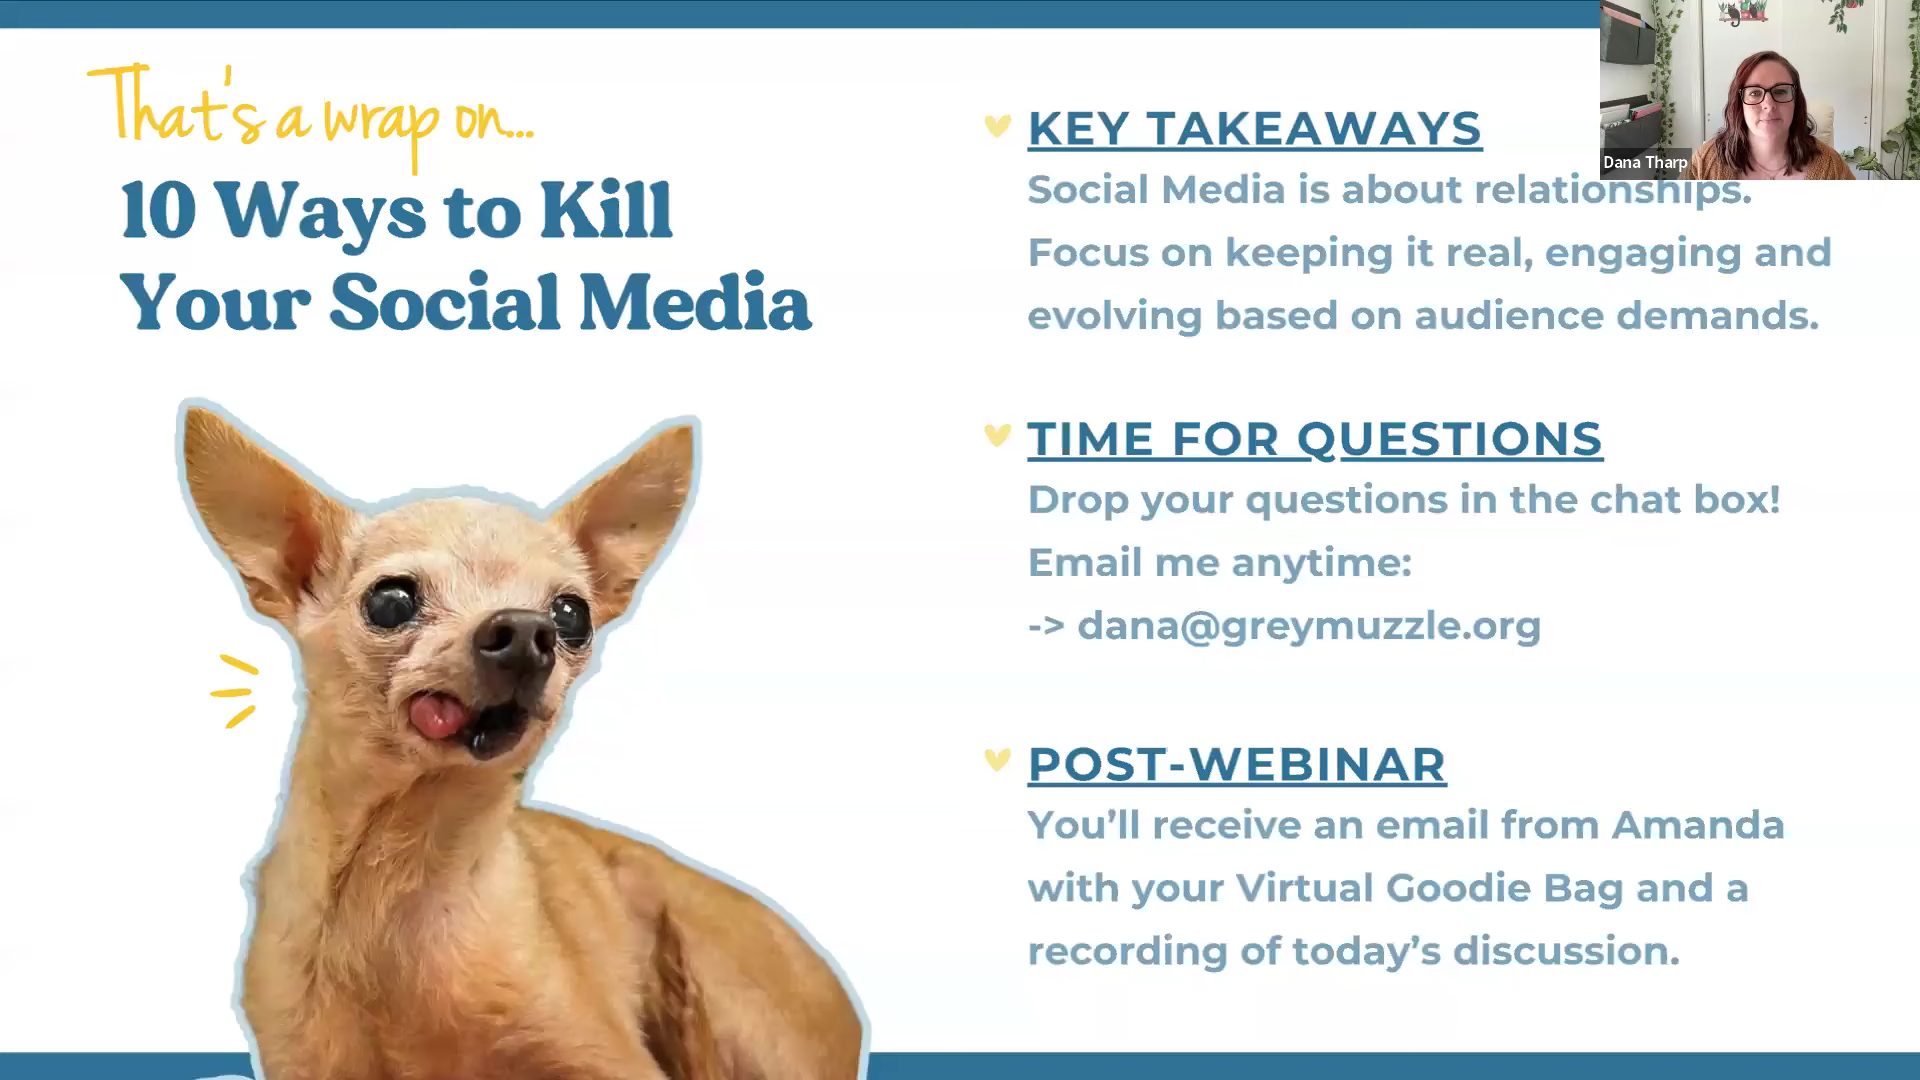 That's a wrap on...
10 Ways to Kill
Your Social Media
KEY TAKEAWAYS
Social Media is about relationships.
Focus on keeping it real, engaging and
evolving based on audience demands.
TIME FOR QUESTIONS
Drop your questions in the chat box!
Email me anytime:
-> dana@greymuzzle.org
POST-WEBINAR
You'll receive an email from Amanda
with your Virtual Goodie Bag and a
recording of today's discussion.
Dana Tharp